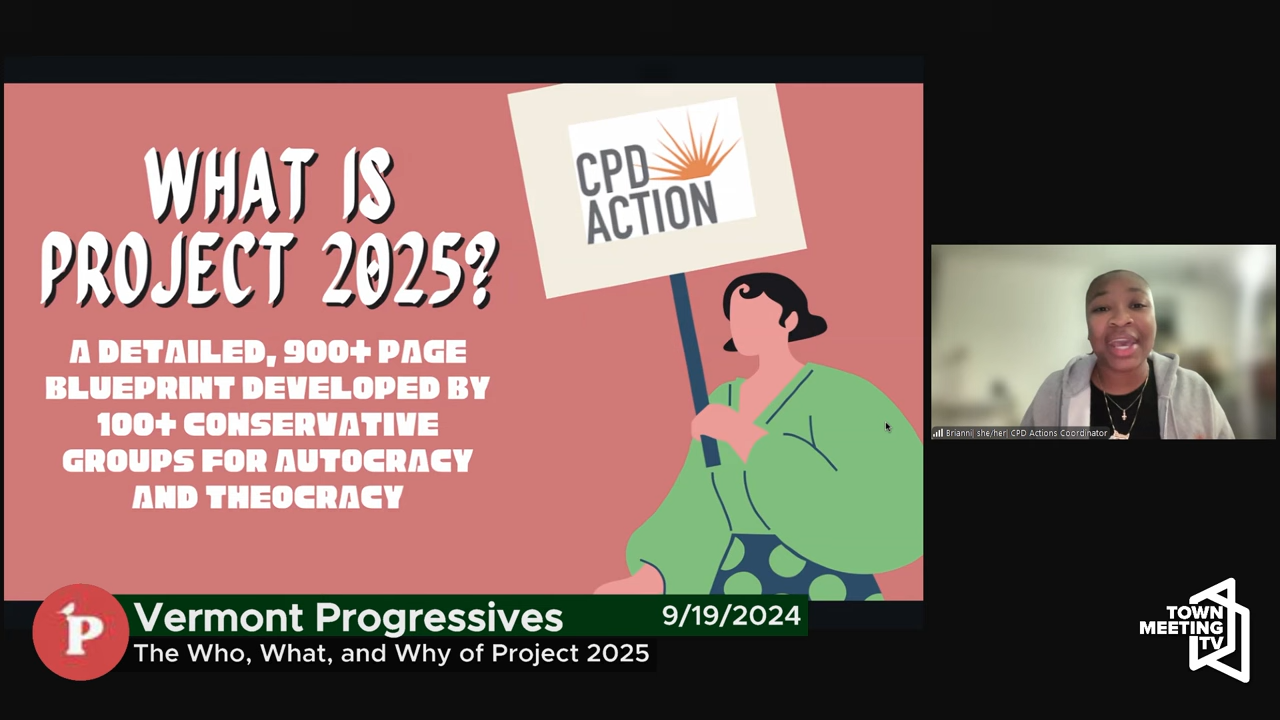 WHAT IS
PROJECT 2025?
A DETAILED, 900+ PAGE
BLUEPRINT DEVELOPED BY
100+ CONSERVATIVE
GROUPS FOR AUTOCRACY
AND THEOCRACY
CPD
ACTION
Brianni| she/her| CPD Actions Coordinator
P
Vermont Progressives
9/19/2024
The Who, What, and Why of Project 2025
TOWN
MEETING
TV